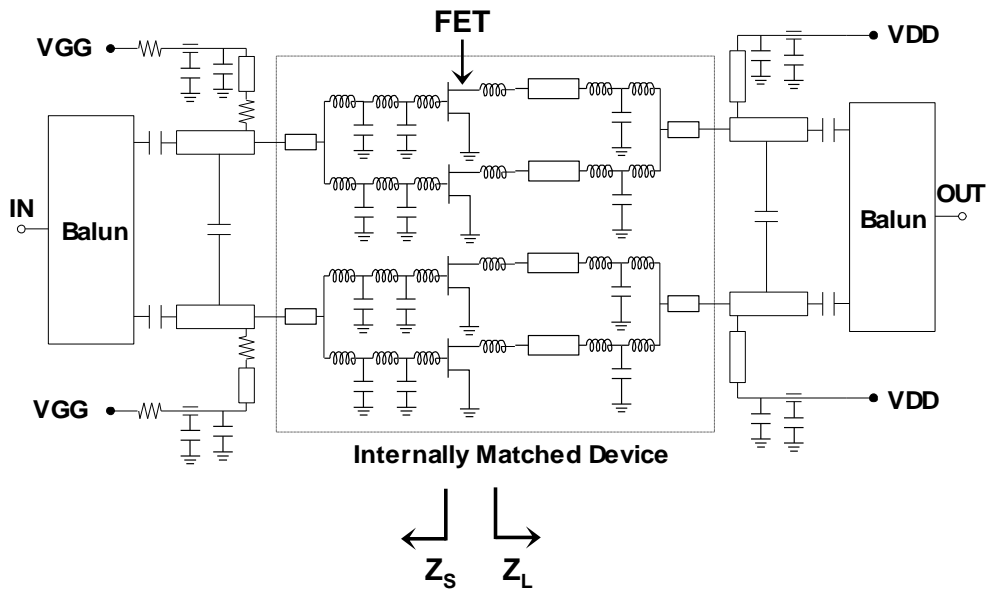 FET
VGG
VDD
IN
Balun
Balun
OUT
VGG
VDD
Internally Matched Device
ZS
ZL